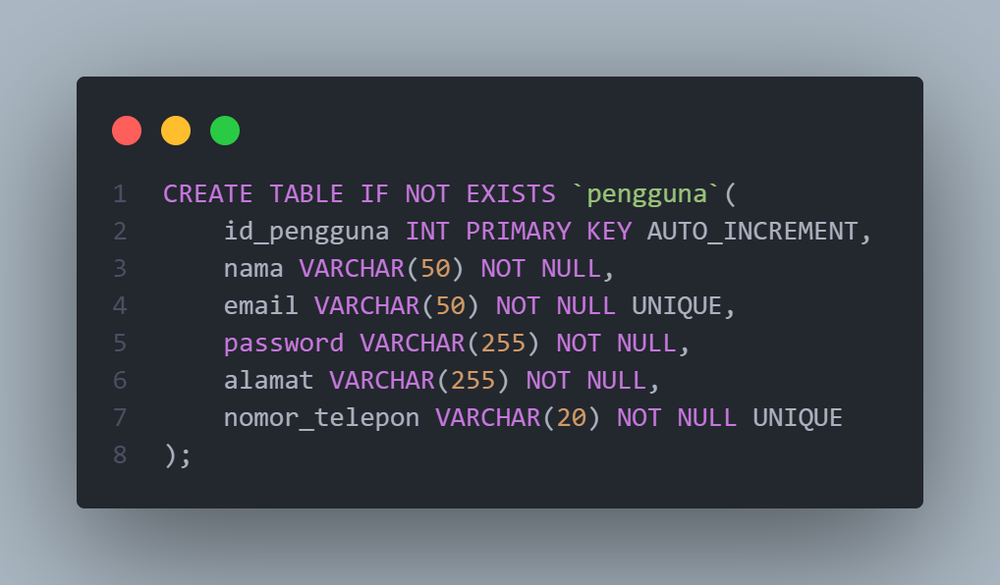 1 CREATE TABLE IF NOT EXISTS `pengguna`(
2 id_pengguna INT PRIMARY KEY AUTO_INCREMENT,
3 nama VARCHAR(50) NOT NULL,
4 email VARCHAR(50) NOT NULL UNIQUE,
5 password VARCHAR(255) NOT NULL,
6 alamat VARCHAR(255) NOT NULL,
7 nomor_telepon VARCHAR(20) NOT NULL UNIQUE
8 );